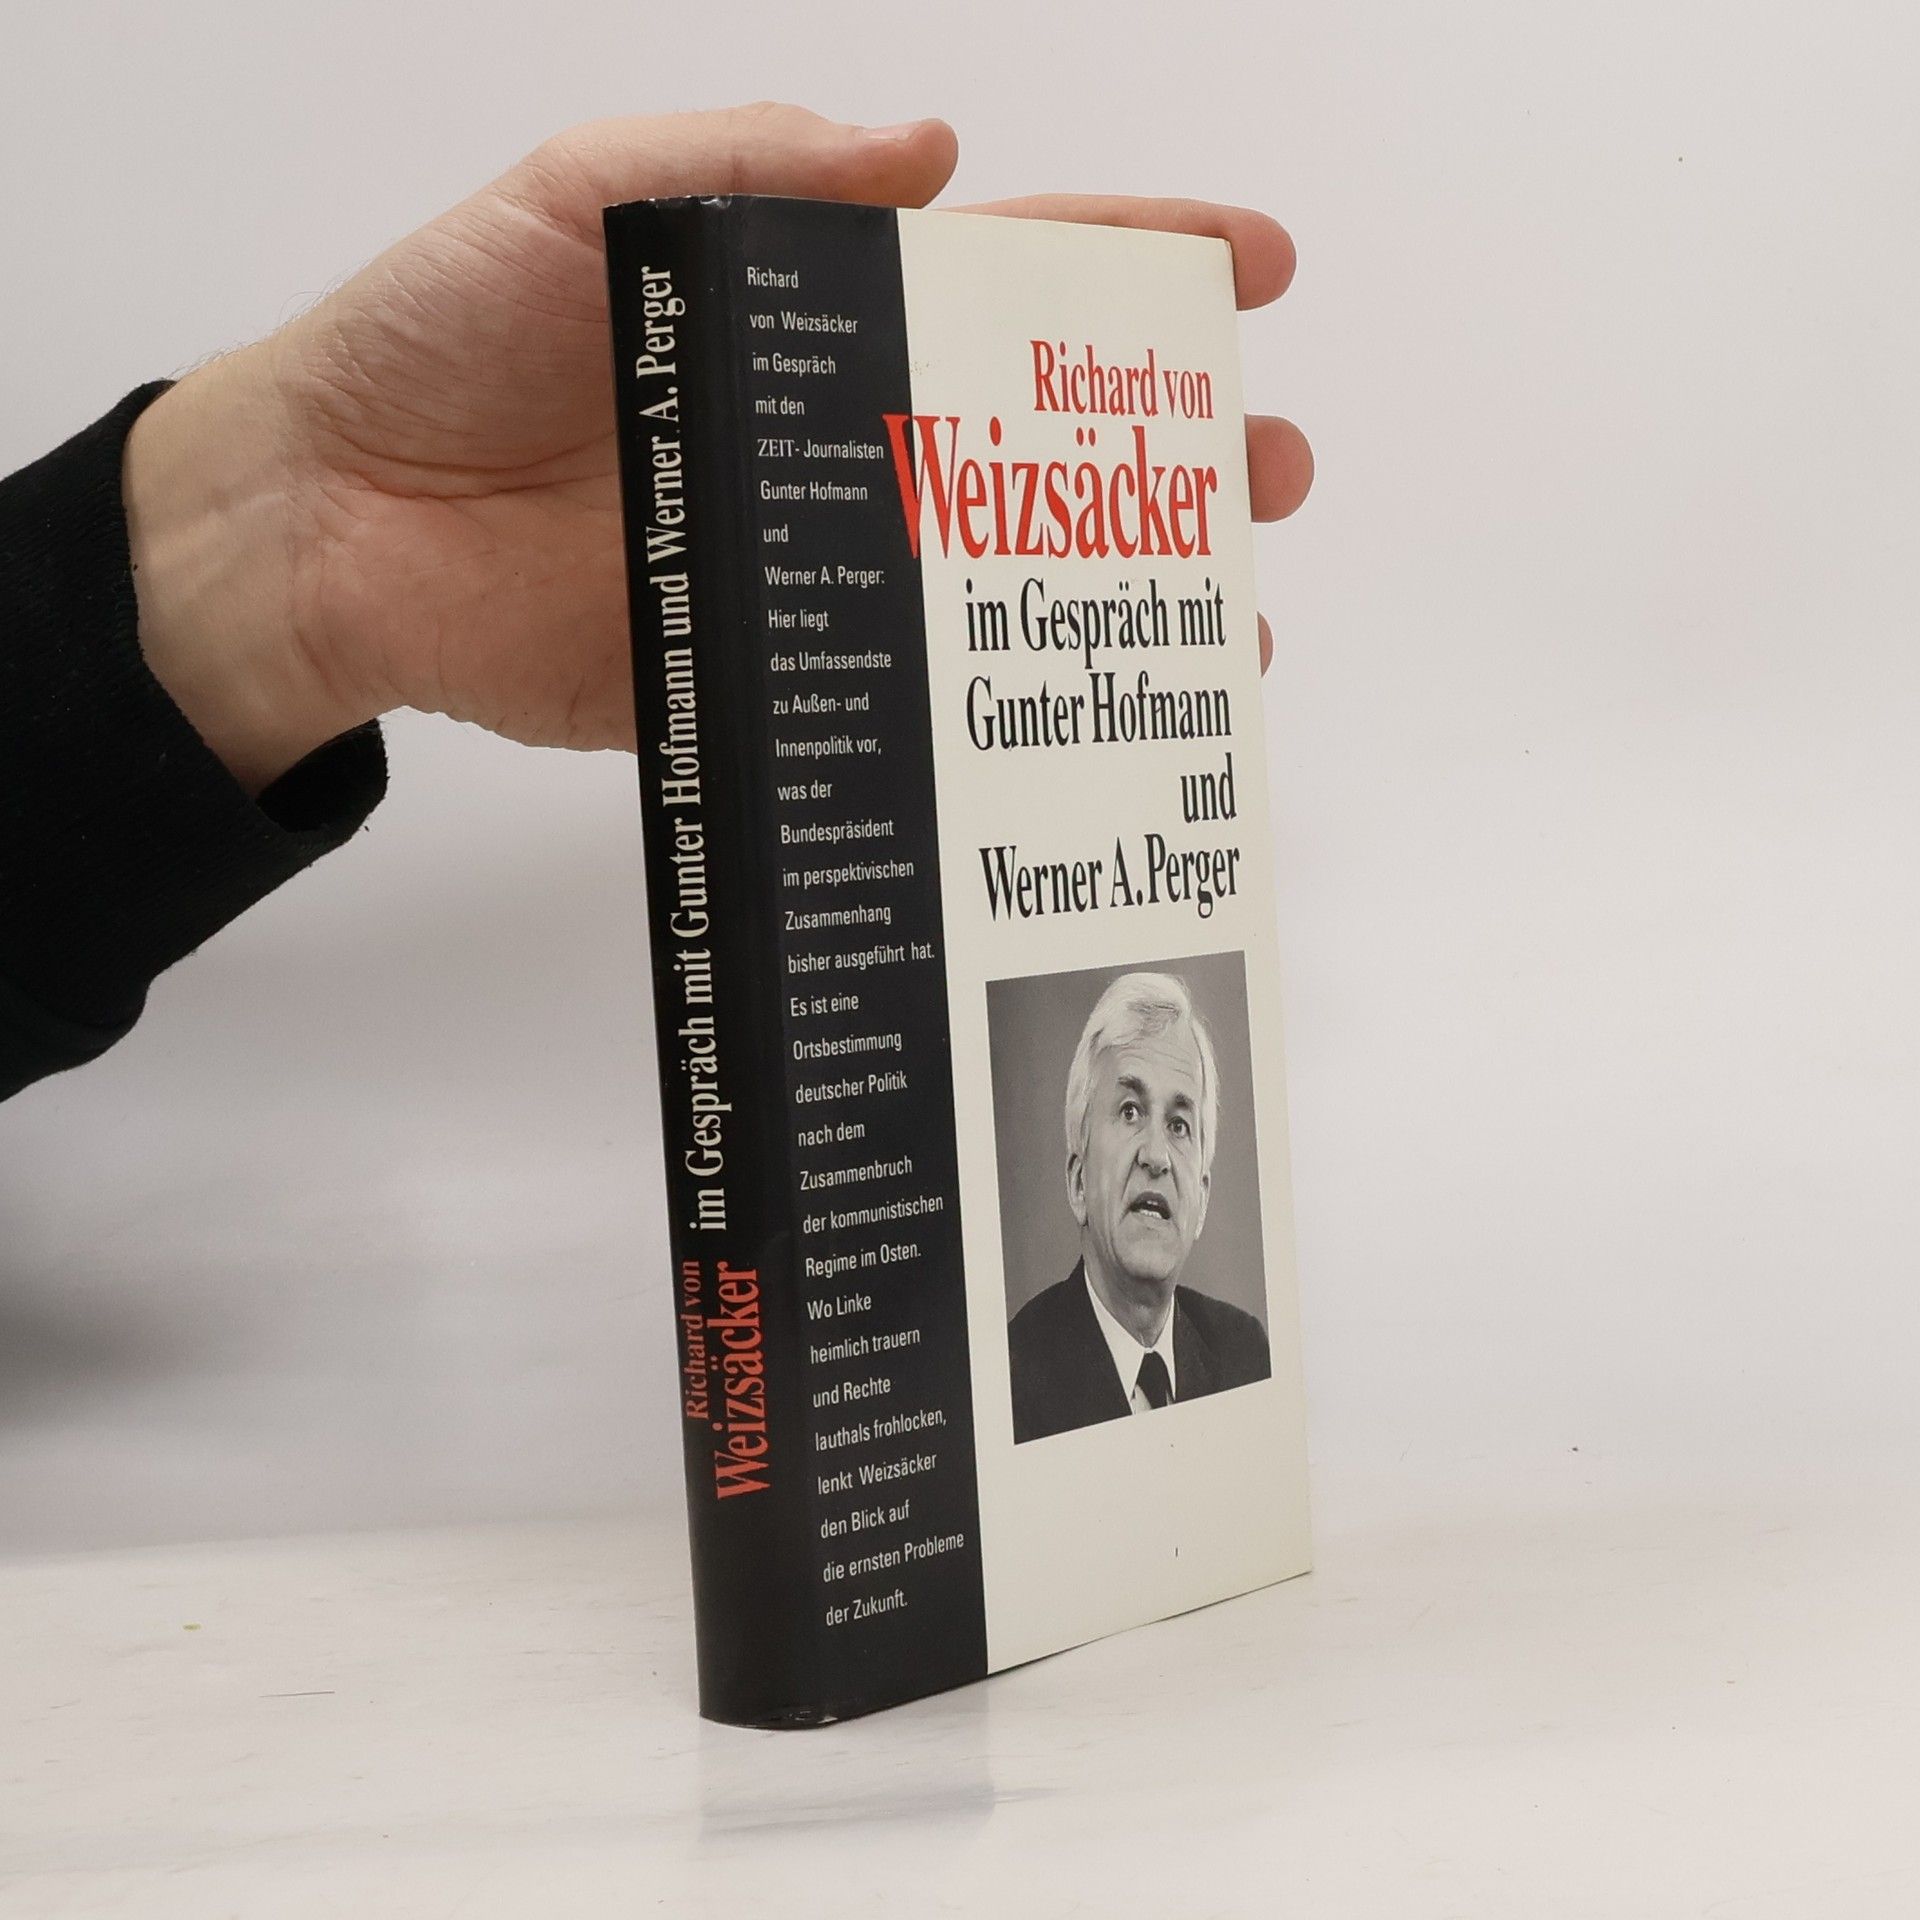 Richard von
Weizsäcker
im Gespräch mit Gunter Hofmann und Werner A. Perger
Richard
von Weizsäcker
im Gespräch
mit den
ZEIT- Journalisten
Gunter Hofmann
und
Werner A. Perger:
Hier liegt
das Umfassendste
zu Außen- und
Innenpolitik vor,
was der
Bundespräsident
im perspektivischen
Zusammenhang
bisher ausgeführt hat.
Es ist eine
Ortsbestimmung
deutscher Politik
nach dem
Zusammenbruch
der kommunistischen
Regime im Osten.
Wo Linke
heimlich trauern
und Rechte
lauthals frohlocken,
lenkt Weizsäcker
den Blick auf
die ernsten Probleme
der Zukunft.
Richard von
Weizsäcker
im Gespräch mit
Gunter Hofmann
und
Werner A. Perger